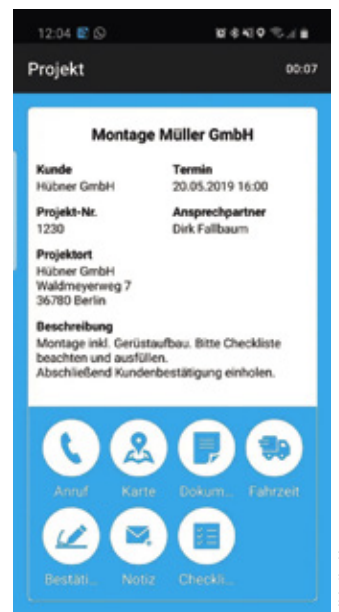 12:04
Projekt 00:07
Montage Müller GmbH
Kunde Termin
Hübner GmbH 20.05.2019 16:00
Projekt-Nr. Ansprechpartner
1230 Dirk Fallbaum
Projektort
Hübner GmbH
Waldmeyerweg 7
36780 Berlin
Beschreibung
Montage inkl. Gerüstaufbau. Bitte Checkliste
beachten und ausfüllen.
Abschließend Kundenbestätigung einholen.
Anruf Karte Dokum... Fahrzeit
Bestäti... Notiz Checkli...